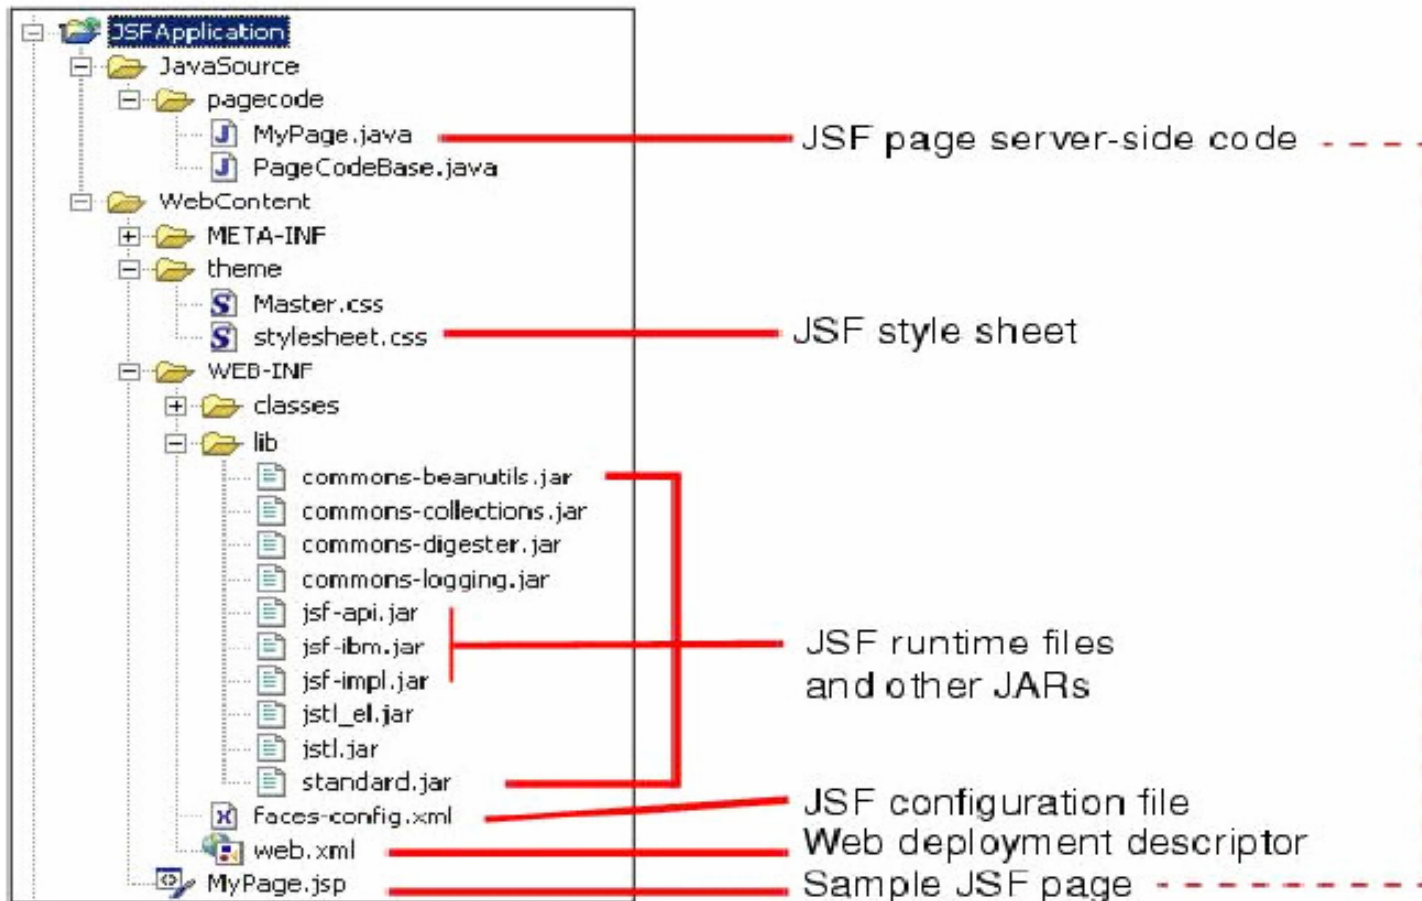 JSFApplication
JavaSource
pagecode
MyPage.java
JSF page server-side code
PageCodeBase.java
WebContent
META-INF
theme
Master.css
stylesheet.css
JSF style sheet
WEB-INF
classes
lib
commons-beanutils.jar
commons-collections.jar
commons-digester.jar
commons-logging.jar
jsf-api.jar
jsf-ibm.jar
jsf-impl.jar
JSF runtime files
and other JARs
jstl_el.jar
jstl.jar
standard.jar
faces-config.xml
JSF configuration file
web.xml
Web deployment descriptor
MyPage.jsp
Sample JSF page